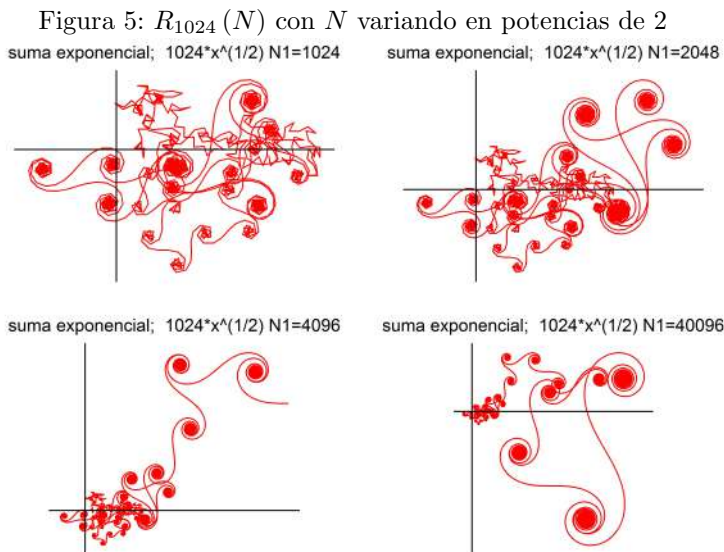 Figura 5: R₁₀₂₄ (N) con N variando en potencias de 2
suma exponencial; 1024*x^(1/2) N1=1024
suma exponencial; 1024*x^(1/2) N1=2048
suma exponencial; 1024*x^(1/2) N1=4096
suma exponencial; 1024*x^(1/2) N1=40096